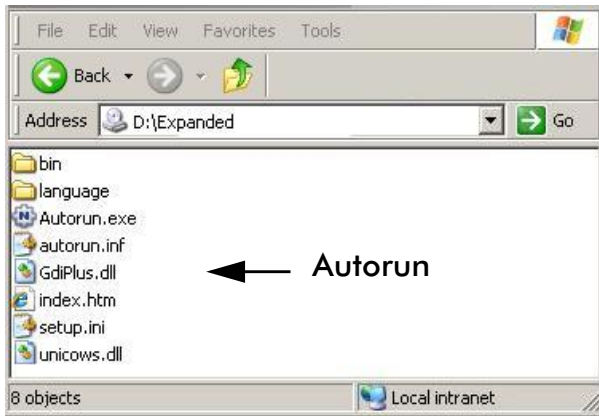 File Edit View Favorites Tools
Back
Address D:\Expanded Go
bin
language
Autorun.exe
autorun.inf
GdiPlus.dll
Autorun
index.htm
setup.ini
unicows.dll
8 objects Local intranet